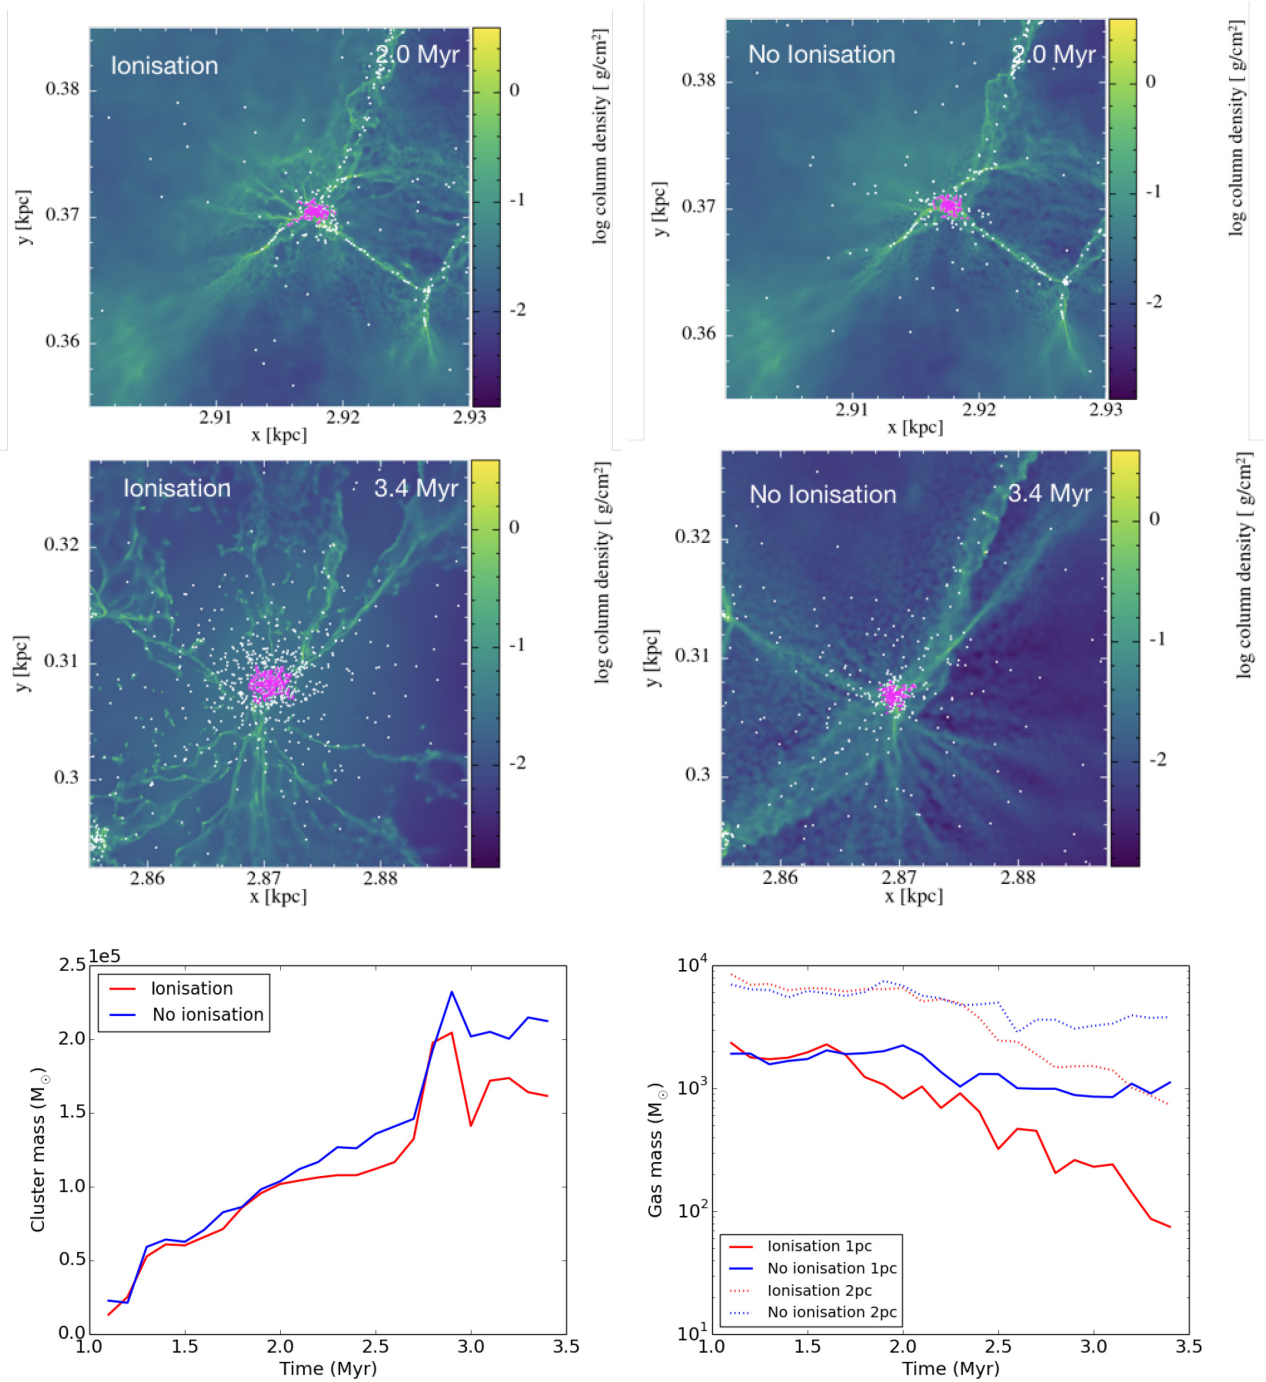 Ionisation
2.0 Myr
0.38
0.37
0.36
y [kpc]
2.91
2.92
2.93
x [kpc]
0
-1
-2
log column density [ g/cm²]
No Ionisation
2.0 Myr
0.38
0.37
0.36
y [kpc]
2.91
2.92
2.93
x [kpc]
0
-1
-2
log column density [ g/cm²]
Ionisation
3.4 Myr
0.32
0.31
0.3
y [kpc]
2.86
2.87
2.88
x [kpc]
0
-1
-2
log column density [ g/cm²]
No Ionisation
3.4 Myr
0.32
0.31
0.3
y [kpc]
2.86
2.87
2.88
x [kpc]
0
-1
-2
log column density [ g/cm²]
1e5
2.5
2.0
1.5
1.0
0.5
0.0
Cluster mass (M☉)
Ionisation
No ionisation
1.0
1.5
2.0
2.5
3.0
3.5
Time (Myr)
10⁴
10³
10²
10¹
Gas mass (M☉)
Ionisation 1pc
No ionisation 1pc
Ionisation 2pc
No ionisation 2pc
1.0
1.5
2.0
2.5
3.0
3.5
Time (Myr)